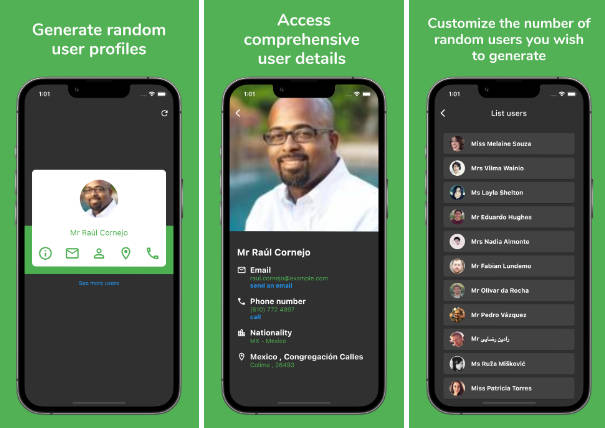 Generate random
user profiles
1:01
Mr Raúl Cornejo
See more users
Access
comprehensive
user details
1:01
Mr Raúl Cornejo
Email
raul.cornejo@example.com
send an email
Phone number
(610) 772 4997
call
Nationality
MX - Mexico
Mexico , Congregación Calles
Colima , 26493
Customize the number of
random users you wish
to generate
1:01
List users
Miss Melaine Souza
Mrs Vilma Wainio
Ms Layla Shelton
Mr Eduardo Hughes
Mrs Nadia Almonte
Mr Fabian Lundemo
Mr Olivar da Rocha
Mr Pedro Vázquez
Mr رادین رضایی
Ms Ruža Mišković
Miss Patricia Torres